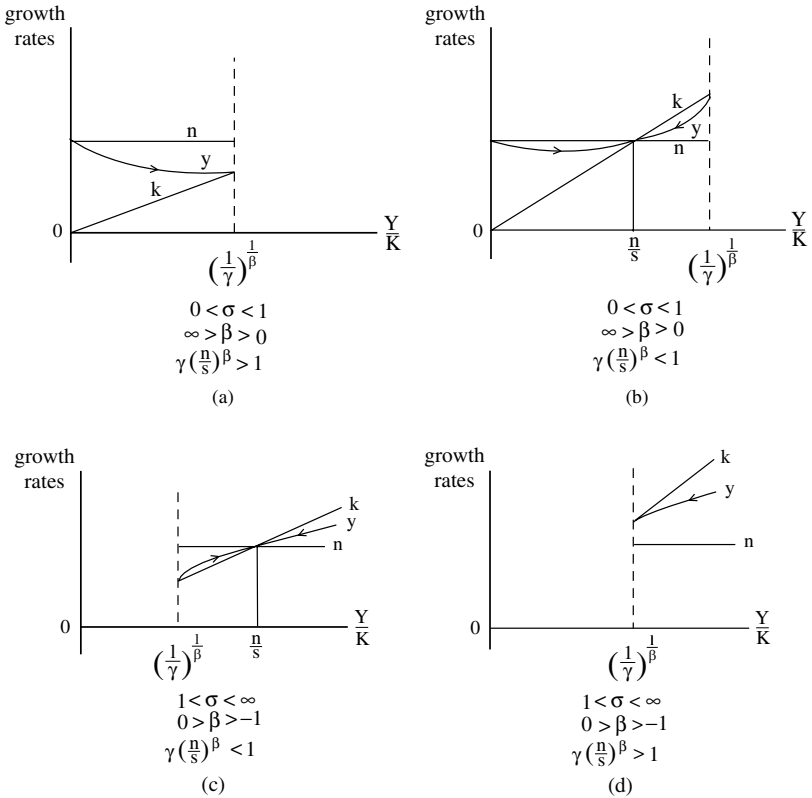 growth
rates
n
y
k
0
Y/K
(1/γ)^1/β
0 < σ < 1
∞ > β > 0
γ(n/s)^β > 1
(a)
growth
rates
k
y
n
0
Y/K
n/s
(1/γ)^1/β
0 < σ < 1
∞ > β > 0
γ(n/s)^β < 1
(b)
growth
rates
k
y
n
0
Y/K
(1/γ)^1/β
n/s
1 < σ < ∞
0 > β > −1
γ(n/s)^β < 1
(c)
growth
rates
k
y
n
0
Y/K
(1/γ)^1/β
1 < σ < ∞
0 > β > −1
γ(n/s)^β > 1
(d)